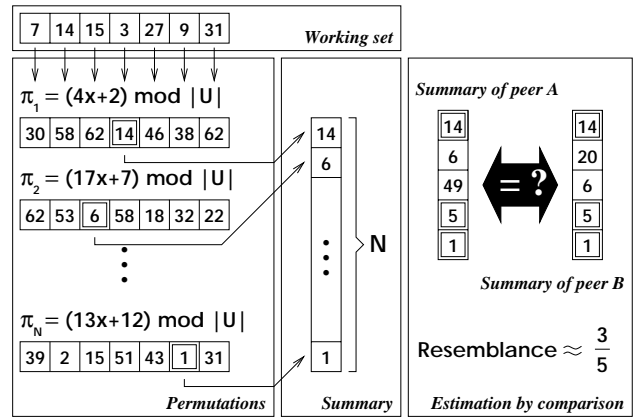 7 14 15 3 27 9 31
Working set
π1 = (4x+2) mod |U|
30 58 62 14 46 38 62
π2 = (17x+7) mod |U|
62 53 6 58 18 32 22
πN = (13x+12) mod |U|
39 2 15 51 43 1 31
Permutations
14
6
N
1
Summary
Summary of peer A
14 14
6 20
49 = ? 6
5 5
1 1
Summary of peer B
Resemblance ≈ 3/5
Estimation by comparison